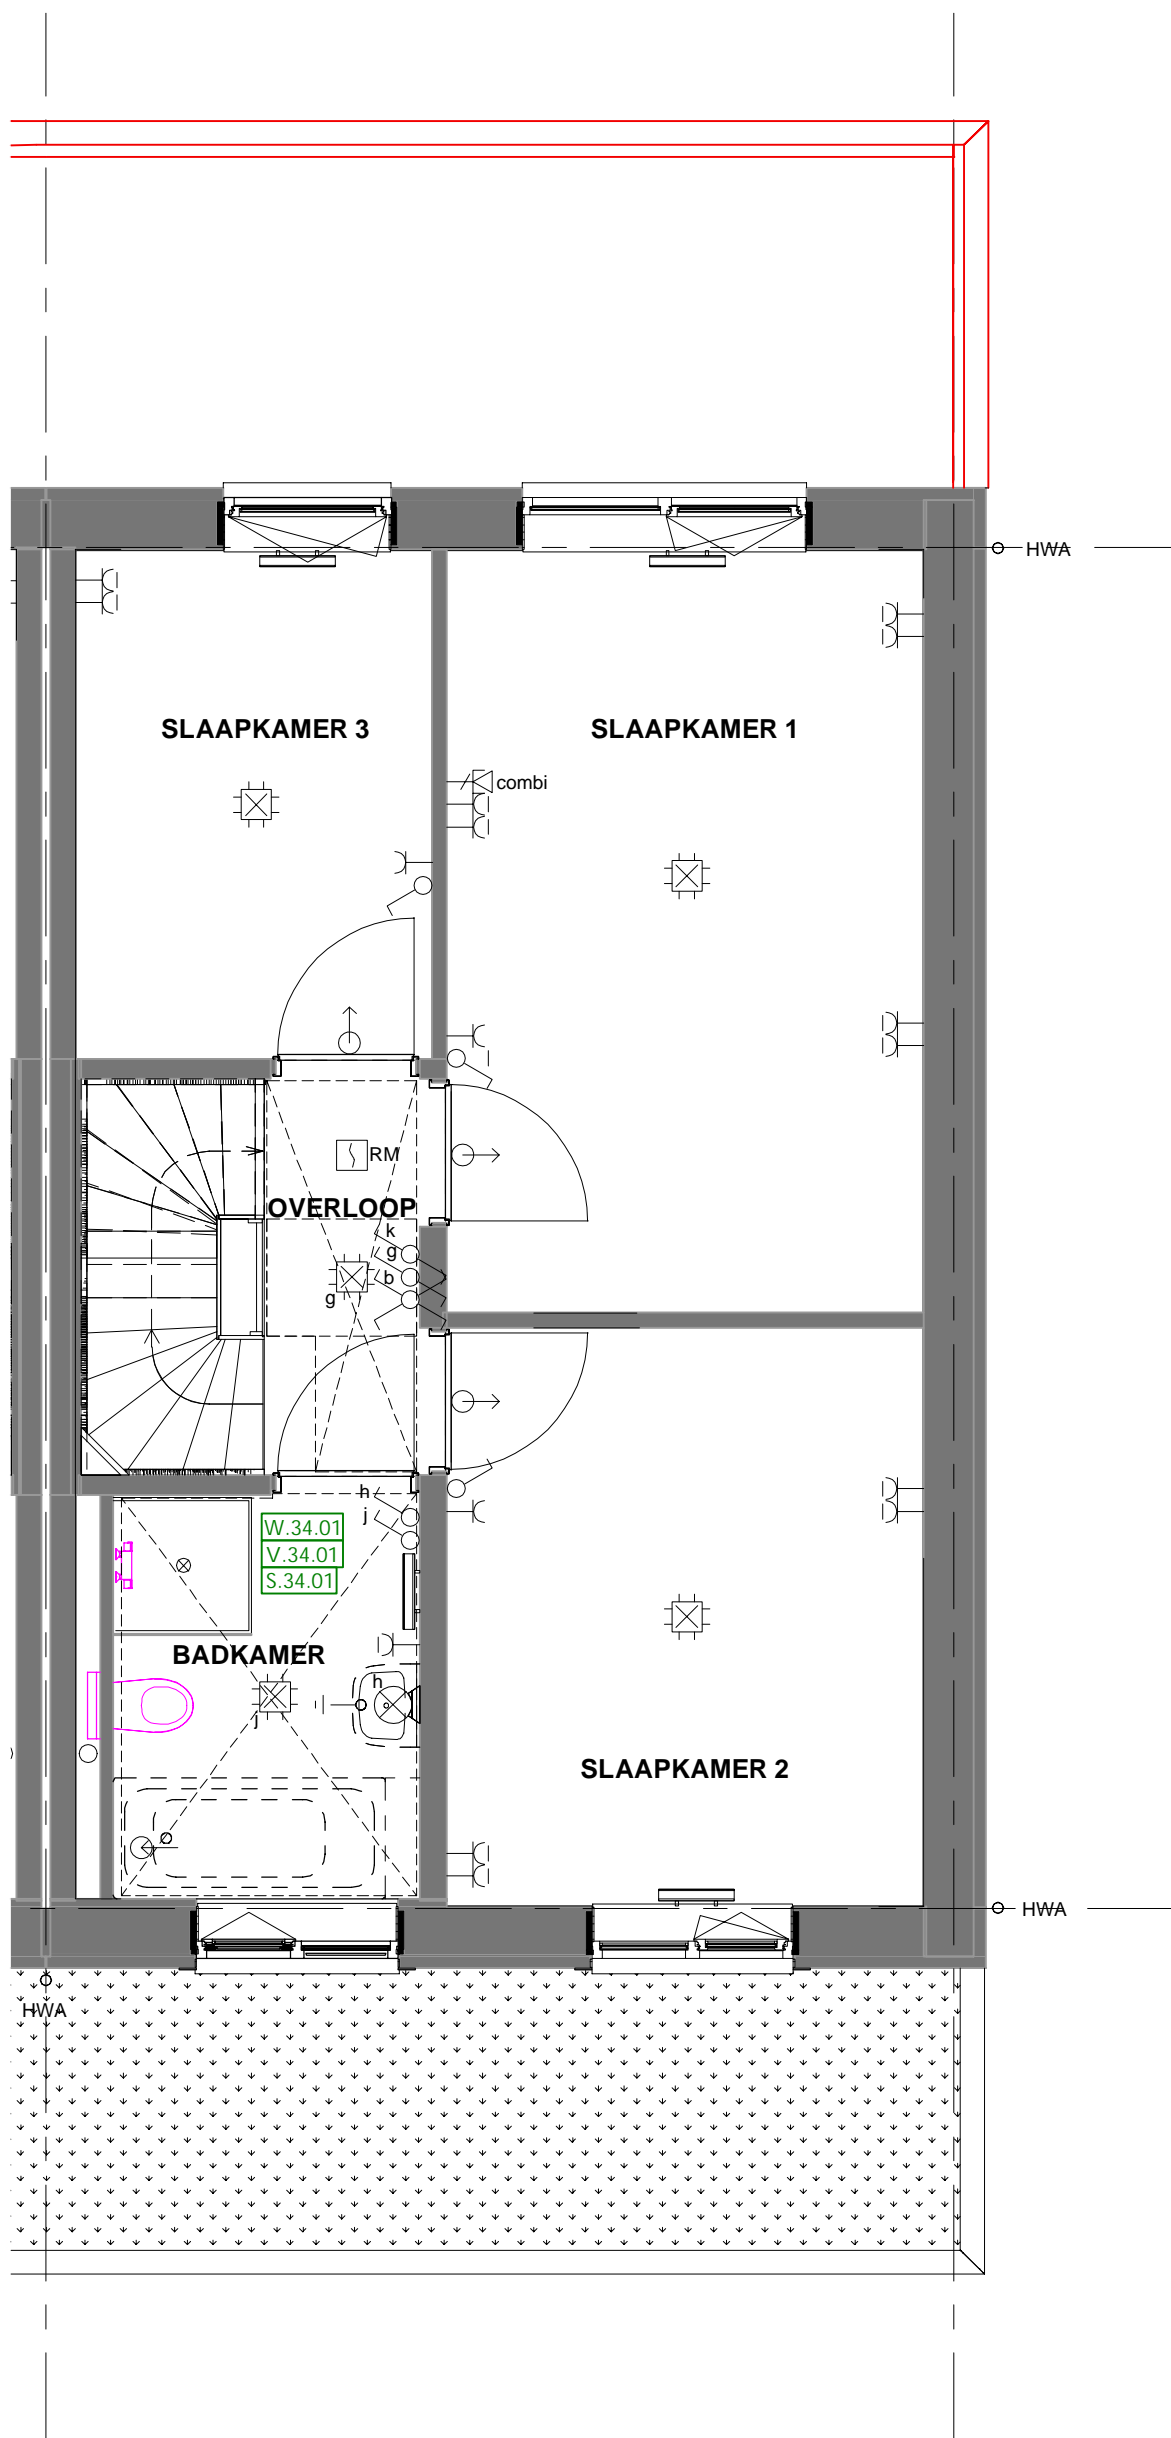 HWA
SLAAPKAMER 3
SLAAPKAMER 1
combi
RM
OVERLOOP
k
g
b
g
h
j
W.34.01
V.34.01
S.34.01
BADKAMER
h
j
SLAAPKAMER 2
HWA
HWA